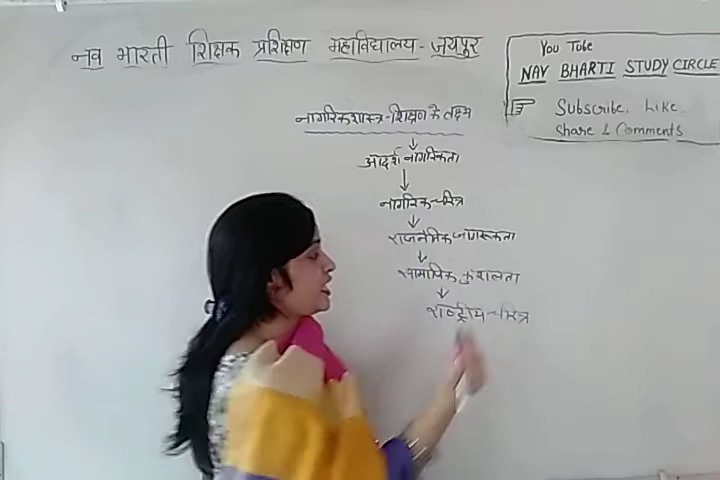 नव भारती शिक्षक प्रशिक्षण महाविद्यालय - जयपुर
You Tube
NAV BHARTI STUDY CIRCLE
Subscribe, Like,
Share & Comments
नागरिकशास्त्र-शिक्षण के लक्ष्य
आदर्श नागरिकता
नागरिक-चरित्र
राजनैतिक जागरूकता
सामाजिक कुशलता
राष्ट्रीय-चरित्र